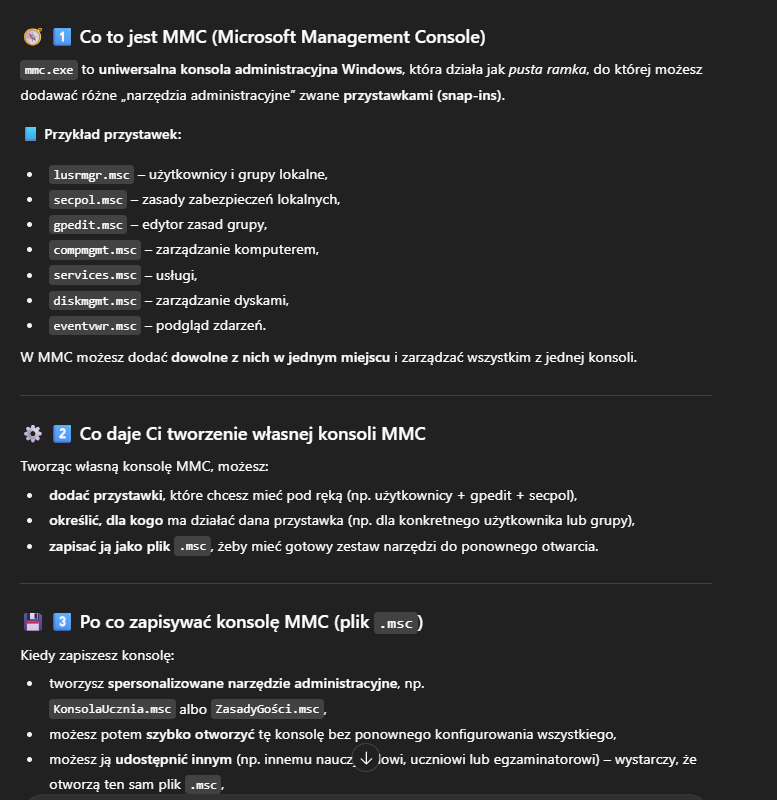 🧭 1️⃣ Co to jest MMC (Microsoft Management Console)
mmc.exe to uniwersalna konsola administracyjna Windows, która działa jak pusta ramka, do której możesz
dodawać różne „narzędzia administracyjne” zwane przystawkami (snap-ins).
📘 Przykład przystawek:
• lusrmgr.msc – użytkownicy i grupy lokalne,
• secpol.msc – zasady zabezpieczeń lokalnych,
• gpedit.msc – edytor zasad grupy,
• compmgmt.msc – zarządzanie komputerem,
• services.msc – usługi,
• diskmgmt.msc – zarządzanie dyskami,
• eventvwr.msc – podgląd zdarzeń.
W MMC możesz dodać dowolne z nich w jednym miejscu i zarządzać wszystkim z jednej konsoli.
⚙️ 2️⃣ Co daje Ci tworzenie własnej konsoli MMC
Tworząc własną konsolę MMC, możesz:
• dodać przystawki, które chcesz mieć pod ręką (np. użytkownicy + gpedit + secpol),
• określić, dla kogo ma działać dana przystawka (np. dla konkretnego użytkownika lub grupy),
• zapisać ją jako plik .msc, żeby mieć gotowy zestaw narzędzi do ponownego otwarcia.
💾 3️⃣ Po co zapisywać konsolę MMC (plik .msc)
Kiedy zapiszesz konsolę:
• tworzysz spersonalizowane narzędzie administracyjne, np.
KonsolaUcznia.msc albo ZasadyGości.msc,
• możesz potem szybko otworzyć tę konsolę bez ponownego konfigurowania wszystkiego,
• możesz ją udostępnić innym (np. innemu uczniowi lub egzaminatorowi) – wystarczy, że
otworzą ten sam plik .msc,